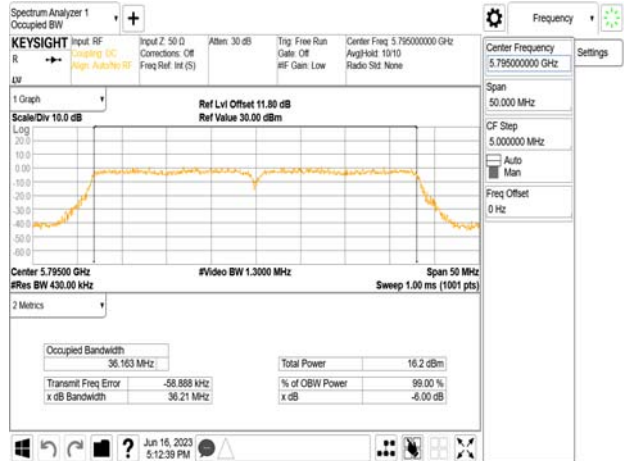 Spectrum Analyzer 1
Occupied BW
Frequency
KEYSIGHT
R
Input: RF
Coupling: DC
Align: Auto/No RF
Input Z: 50 Ω
Corrections: Off
Freq Ref: Int (S)
Atten: 30 dB
Trig: Free Run
Gate: Off
#IF Gain: Low
Center Freq: 5.795000000 GHz
Avg|Hold: 10/10
Radio Std: None
Center Frequency
5.795000000 GHz
Settings
Span
50.000 MHz
CF Step
5.000000 MHz
Auto
Man
Freq Offset
0 Hz
1 Graph
Scale/Div 10.0 dB
Ref Lvl Offset 11.80 dB
Ref Value 30.00 dBm
Log
20.0
10.0
0.00
-10.0
-20.0
-30.0
-40.0
-50.0
-60.0
Center 5.79500 GHz
#Res BW 430.00 kHz
#Video BW 1.3000 MHz
Span 50 MHz
Sweep 1.00 ms (1001 pts)
2 Metrics
Occupied Bandwidth
36.163 MHz
Transmit Freq Error -58.888 kHz
x dB Bandwidth 36.21 MHz
Total Power 16.2 dBm
% of OBW Power 99.00 %
x dB -6.00 dB
?
Jun 16, 2023
5:12:39 PM